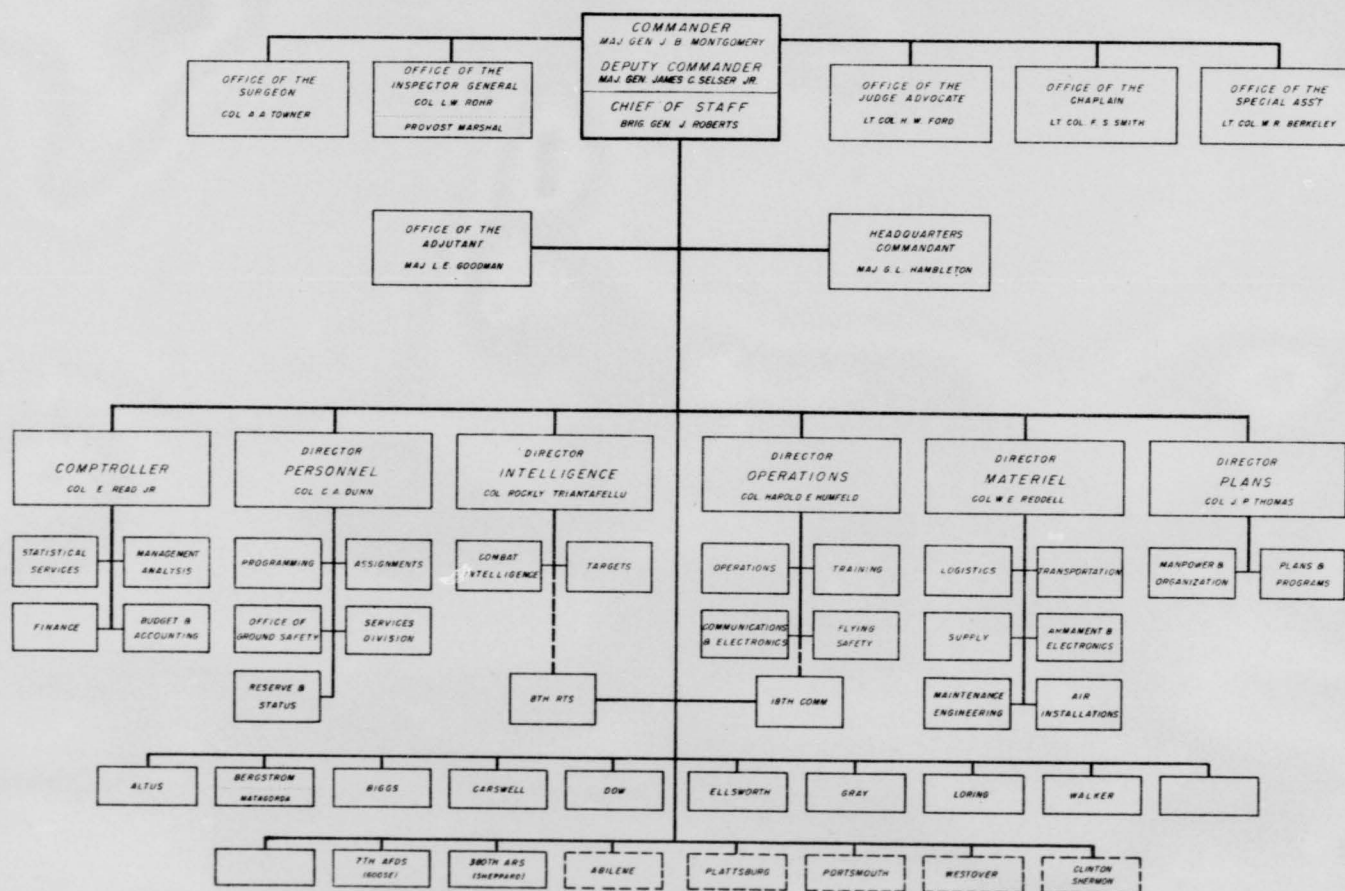 COMMANDER
MAJ GEN J B MONTGOMERY
DEPUTY COMMANDER
MAJ. GEN. JAMES C. SELSER JR.
CHIEF OF STAFF
BRIG. GEN. J. ROBERTS
OFFICE OF THE
SURGEON
COL A A TOWNER
OFFICE OF THE
INSPECTOR GENERAL
COL L.W. ROHR
PROVOST MARSHAL
OFFICE OF THE
JUDGE ADVOCATE
LT COL H. W. FORD
OFFICE OF THE
CHAPLAIN
LT COL F. S SMITH
OFFICE OF THE
SPECIAL ASS'T
LT COL W. R. BERKELEY
OFFICE OF THE
ADJUTANT
MAJ L.E. GOODMAN
HEADQUARTERS
COMMANDANT
MAJ G. L. HAMBLETON
COMPTROLLER
COL E. READ JR
DIRECTOR
PERSONNEL
COL C A DUNN
DIRECTOR
INTELLIGENCE
COL ROCKLY TRIANTAFELLU
DIRECTOR
OPERATIONS
COL HAROLD E HUMFELD
DIRECTOR
MATERIEL
COL W. E REDDELL
DIRECTOR
PLANS
COL J. P THOMAS
STATISTICAL
SERVICES
MANAGEMENT
ANALYSIS
FINANCE
BUDGET &
ACCOUNTING
PROGRAMMING
ASSIGNMENTS
OFFICE OF
GROUND SAFETY
SERVICES
DIVISION
RESERVE &
STATUS
COMBAT
INTELLIGENCE
TARGETS
OPERATIONS
TRAINING
COMMUNICATIONS
& ELECTRONICS
FLYING
SAFETY
LOGISTICS
TRANSPORTATION
SUPPLY
ARMAMENT &
ELECTRONICS
MAINTENANCE
ENGINEERING
AIR
INSTALLATIONS
MANPOWER &
ORGANIZATION
PLANS &
PROGRAMS
8TH RTS
18TH COMM
ALTUS
BERGSTROM
MATAGORDA
BIGGS
CARSWELL
DOW
ELLSWORTH
GRAY
LORING
WALKER
7TH AFDS
(GOOSE)
380TH ARS
(SHEPPARD)
ABILENE
PLATTSBURG
PORTSMOUTH
WESTOVER
CLINTON
SHERMON